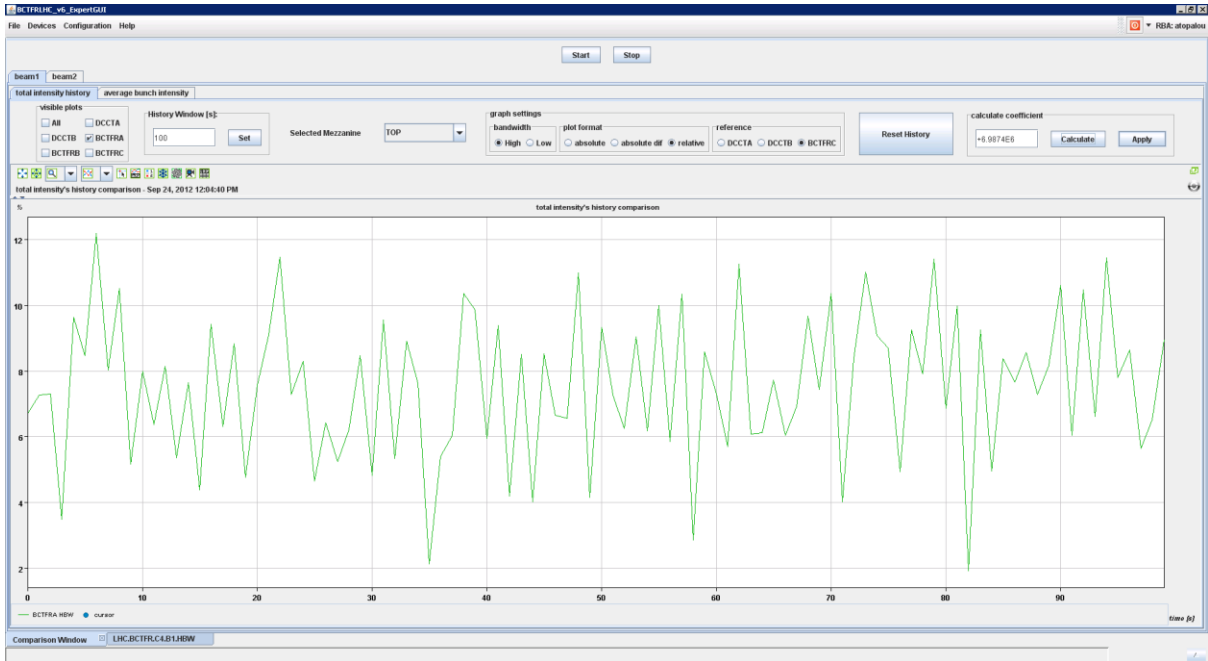 BCTFRLHC_v6_ExpertGUI
File Devices Configuration Help
RBA: atopalou
Start Stop
beam1 beam2
total intensity history average bunch intensity
visible plots
All DCCTA
DCCTB BCTFRA
BCTFRB BCTFRC
History Window [s]:
100 Set
Selected Mezzanine TOP
graph settings
bandwidth plot format reference
High Low absolute absolute dif relative DCCTA DCCTB BCTFRC
Reset History
calculate coefficient
+6.9874E6 Calculate Apply
total intensity's history comparison - Sep 24, 2012 12:04:40 PM
% total intensity's history comparison
12
10
8
6
4
2
0 10 20 30 40 50 60 70 80 90
BCTFRA HBW cursor
time [s]
Comparison Window LHC.BCTFR.C4.B1.HBW